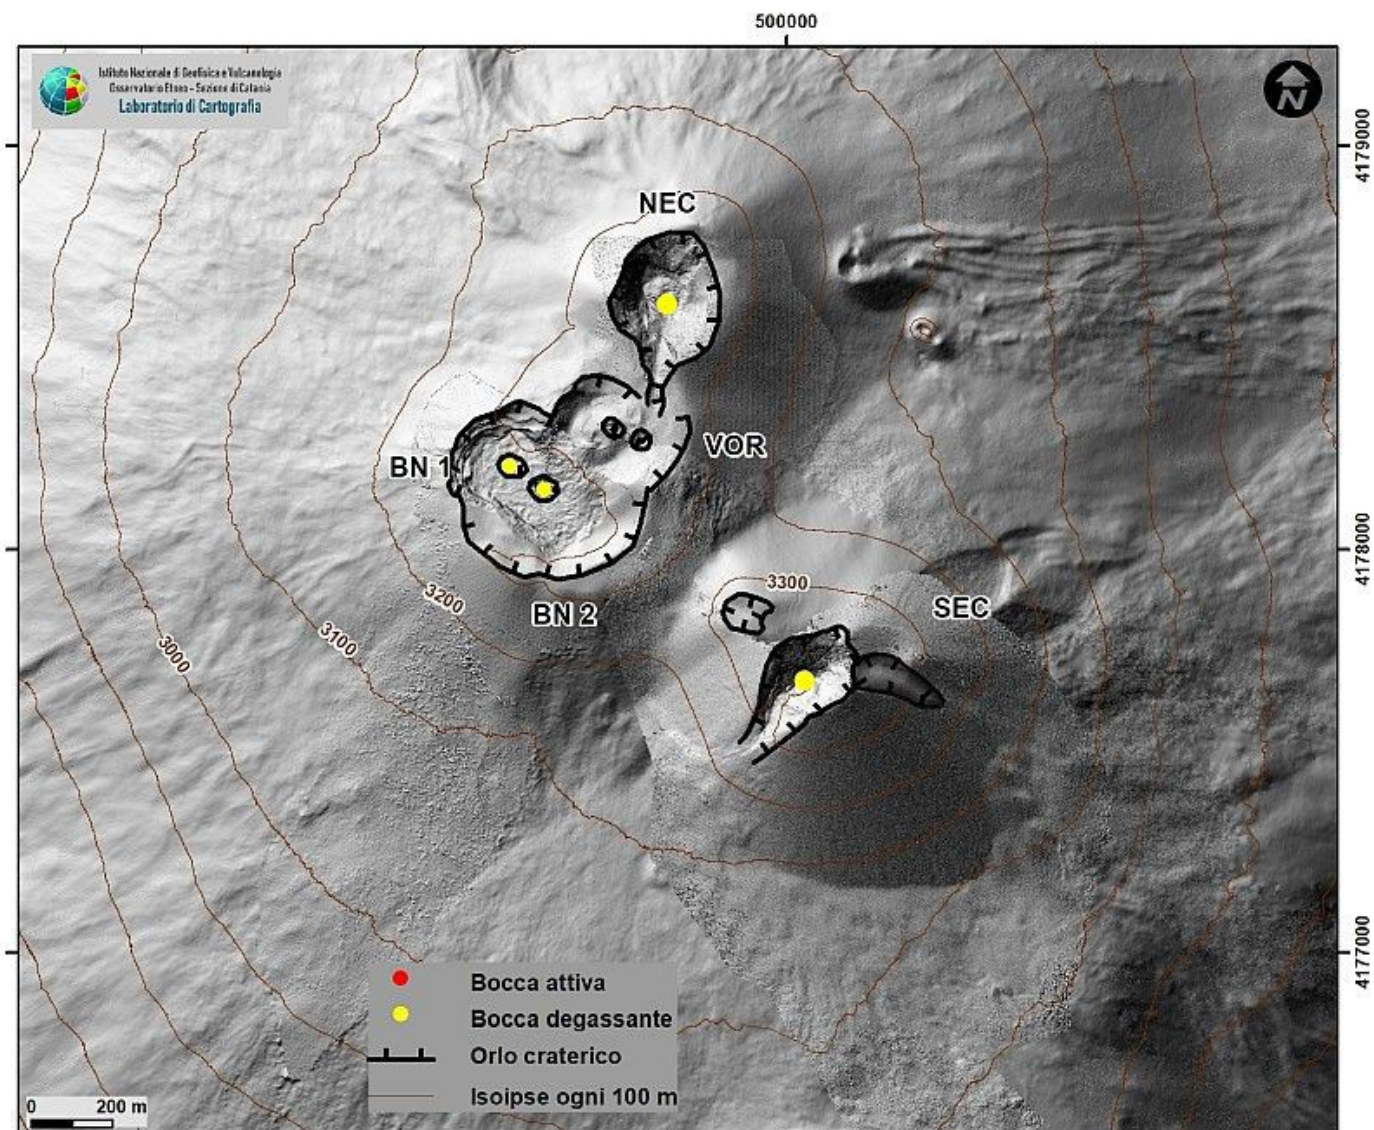 500000
Istituto Nazionale di Geofisica e Vulcanologia
Osservatorio Etneo - Sezione di Catania
Laboratorio di Cartografia
N
4179000
NEC
VOR
BN 1
4178000
3300
SEC
3200
BN 2
3100
3000
4177000
Bocca attiva
Bocca degassante
Orlo craterico
Isoipse ogni 100 m
0 200 m